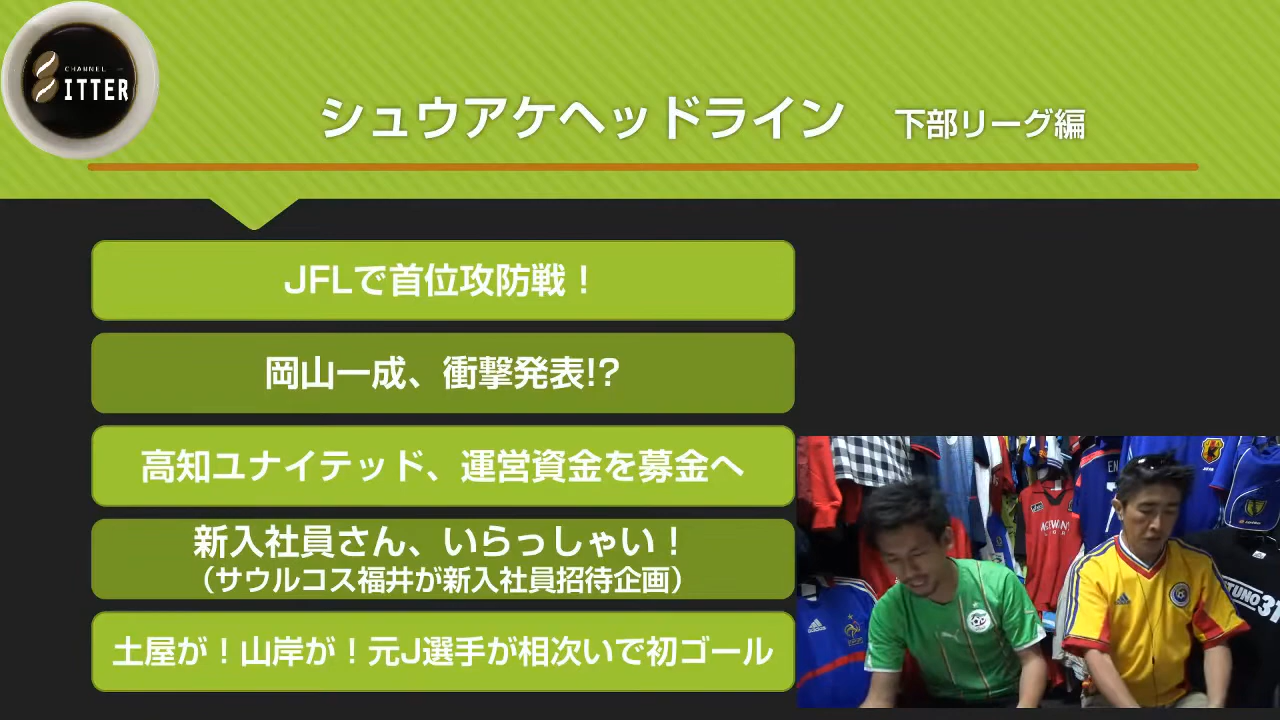 CHANNEL
BITTER
シュウアケヘッドライン 下部リーグ編
JFLで首位攻防戦！
岡山一成、衝撃発表!?
高知ユナイテッド、運営資金を募金へ
新入社員さん、いらっしゃい！
（サウルコス福井が新入社員招待企画）
土屋が！山岸が！元J選手が相次いで初ゴール
adidas